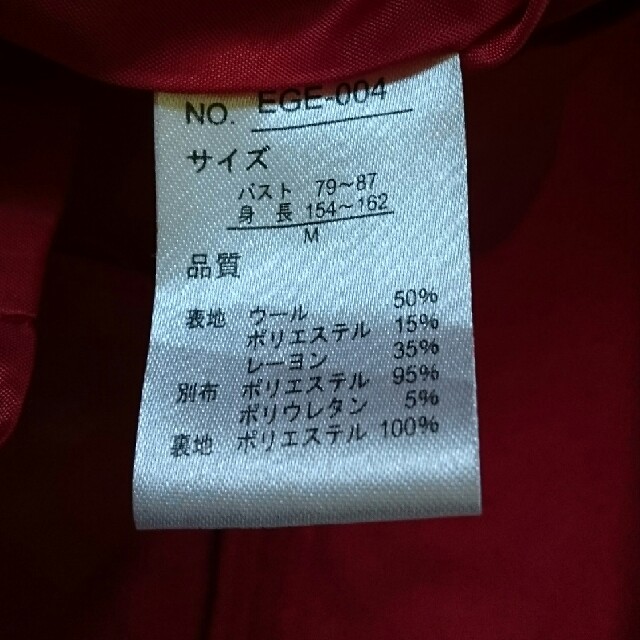 NO. EGE-004
サイズ
バスト 79~87
身長 154~162
M
品質
表地 ウール 50%
ポリエステル 15%
レーヨン 35%
別布 ポリエステル 95%
ポリウレタン 5%
裏地 ポリエステル 100%